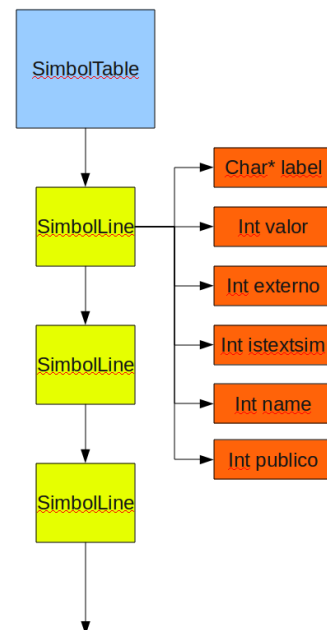 SimbolTable
SimbolLine
Char* label
Int valor
Int externo
Int istextsim
Int name
Int publico
SimbolLine
SimbolLine